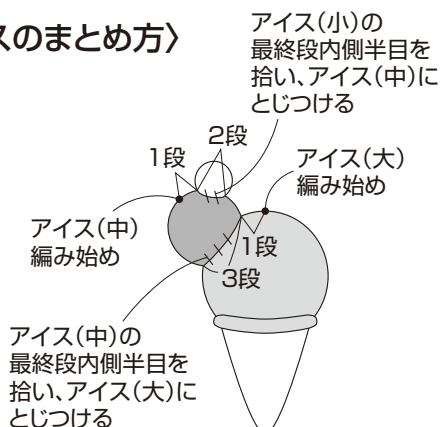 スのまとめ方〉
アイス(小)の
最終段内側半目を
拾い、アイス(中)に
とじつける
2段
1段
アイス(大)
編み始め
アイス(中)
編み始め
1段
3段
アイス(中)の
最終段内側半目を
拾い、アイス(大)に
とじつける